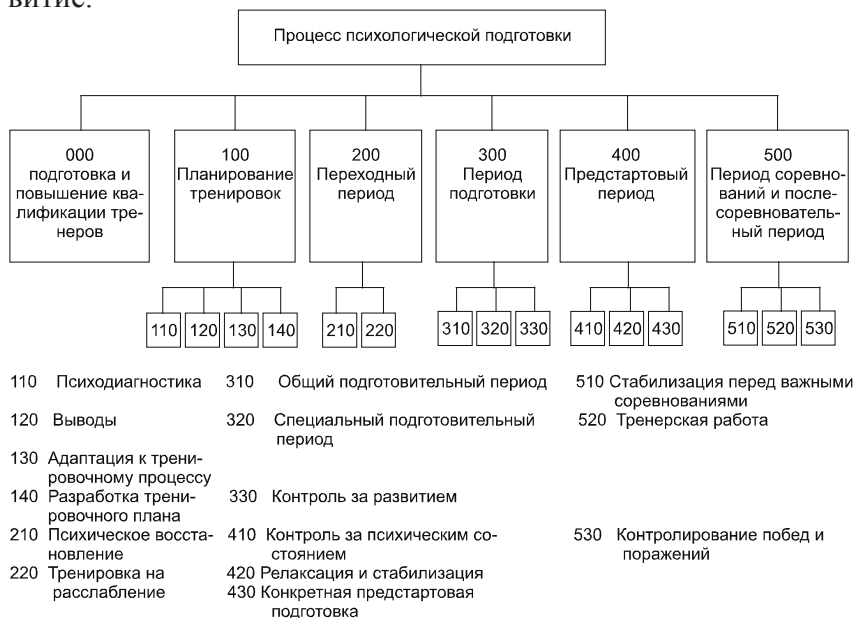 витие.
Процесс психологической подготовки
000
подготовка и
повышение ква-
лификации тре-
неров
100
Планирование
тренировок
200
Переходный
период
300
Период
подготовки
400
Предстартовый
период
500
Период соревно-
ваний и после-
соревнователь-
ный период
110 120 130 140 210 220 310 320 330 410 420 430 510 520 530
110 Психодиагностика
120 Выводы
130 Адаптация к трени-
ровочному процессу
140 Разработка трени-
ровочного плана
210 Психическое восста-
новление
220 Тренировка на
расслабление
310 Общий подготовительный период
320 Специальный подготовительный
период
330 Контроль за развитием
410 Контроль за психическим со-
стоянием
420 Релаксация и стабилизация
430 Конкретная предстартовая
подготовка
510 Стабилизация перед важными
соревнованиями
520 Тренерская работа
530 Контролирование побед и
поражений